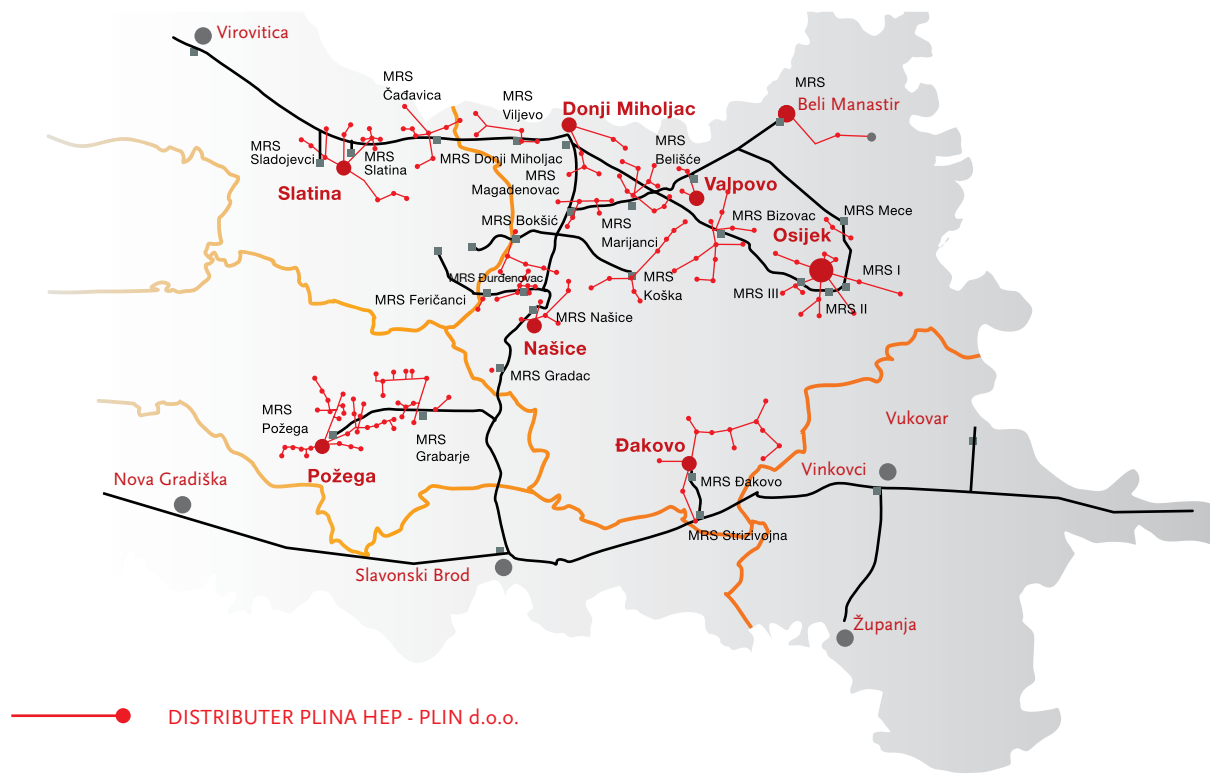 Virovitica
MRS
Čađavica
MRS
Viljevo
Donji Miholjac
MRS
Beli Manastir
MRS
Sladojevci
MRS
Slatina
MRS Donji Miholjac
MRS
Belišće
Slatina
MRS
Magadenovac
Valpovo
MRS Bokšić
MRS
Marijanci
MRS Bizovac
MRS Mece
Osijek
MRS Đurđenovac
MRS
Koška
MRS I
MRS III
MRS II
MRS Feričanci
MRS Našice
Našice
MRS Gradac
MRS
Požega
MRS
Grabarje
Požega
Đakovo
Vukovar
Vinkovci
Nova Gradiška
MRS Đakovo
MRS Strizivojna
Slavonski Brod
Županja
DISTRIBUTER PLINA HEP - PLIN d.o.o.